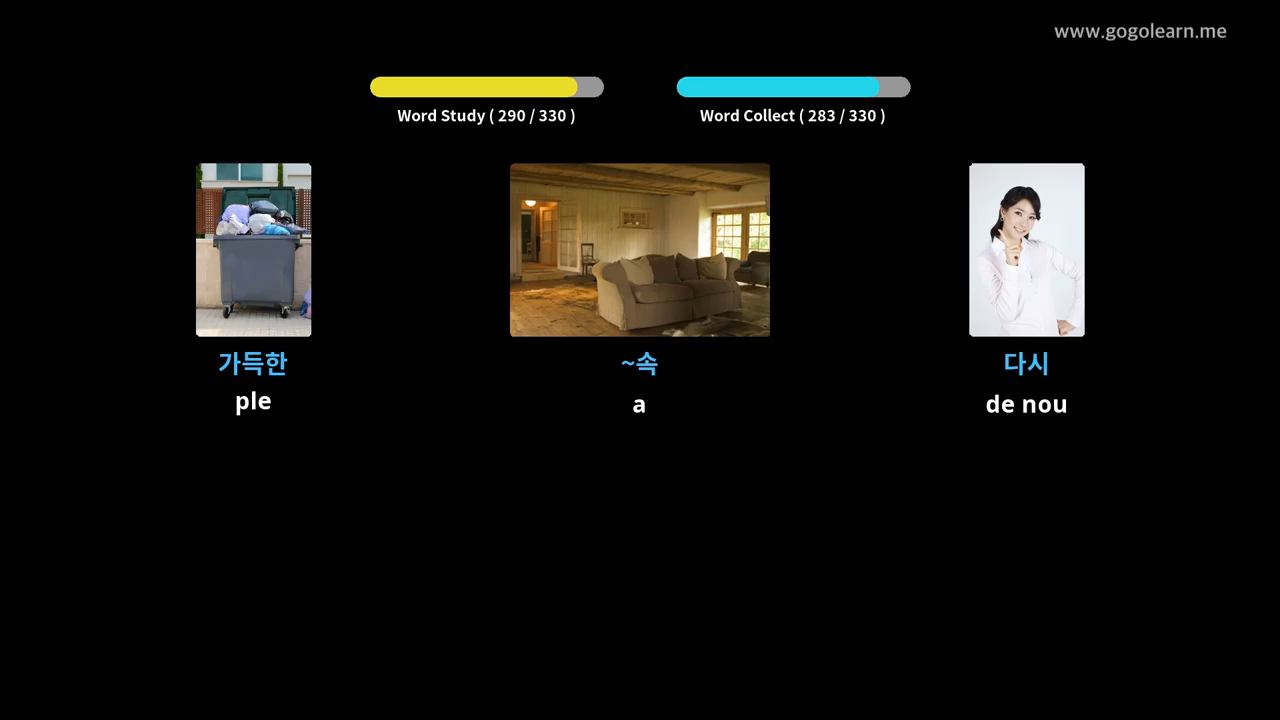 www.gogolearn.me
Word Study ( 290 / 330 )
Word Collect ( 283 / 330 )
가득한
~속
다시
ple
a
de nou